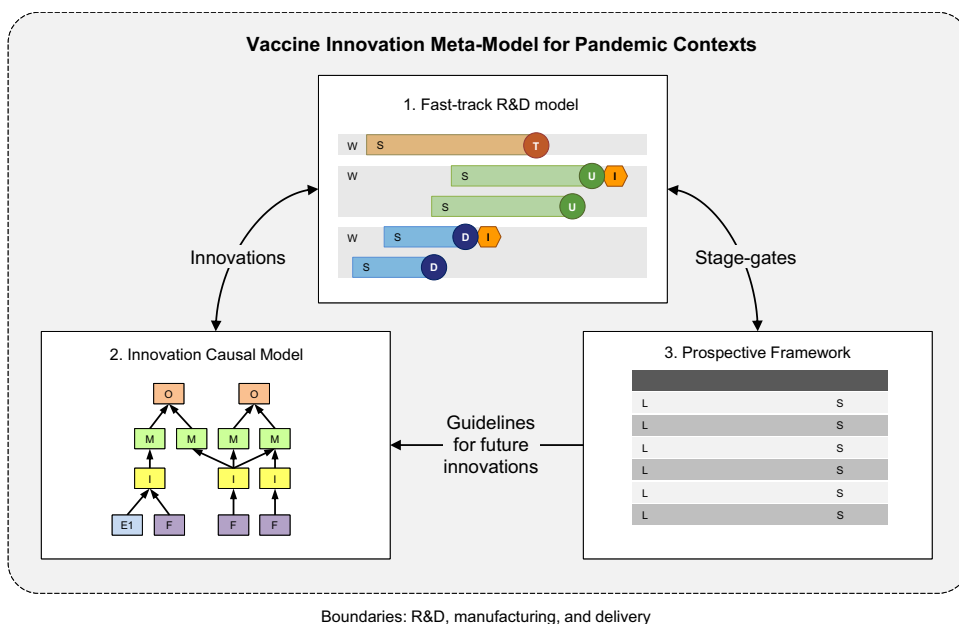 Vaccine Innovation Meta-Model for Pandemic Contexts
1. Fast-track R&D model
W S T
W S U I
S U
W S D I
S D
Innovations
Stage-gates
2. Innovation Causal Model
O O
M M M M
I I I
E1 F F F
Guidelines
for future
innovations
3. Prospective Framework
L S
L S
L S
L S
L S
L S
Boundaries: R&D, manufacturing, and delivery